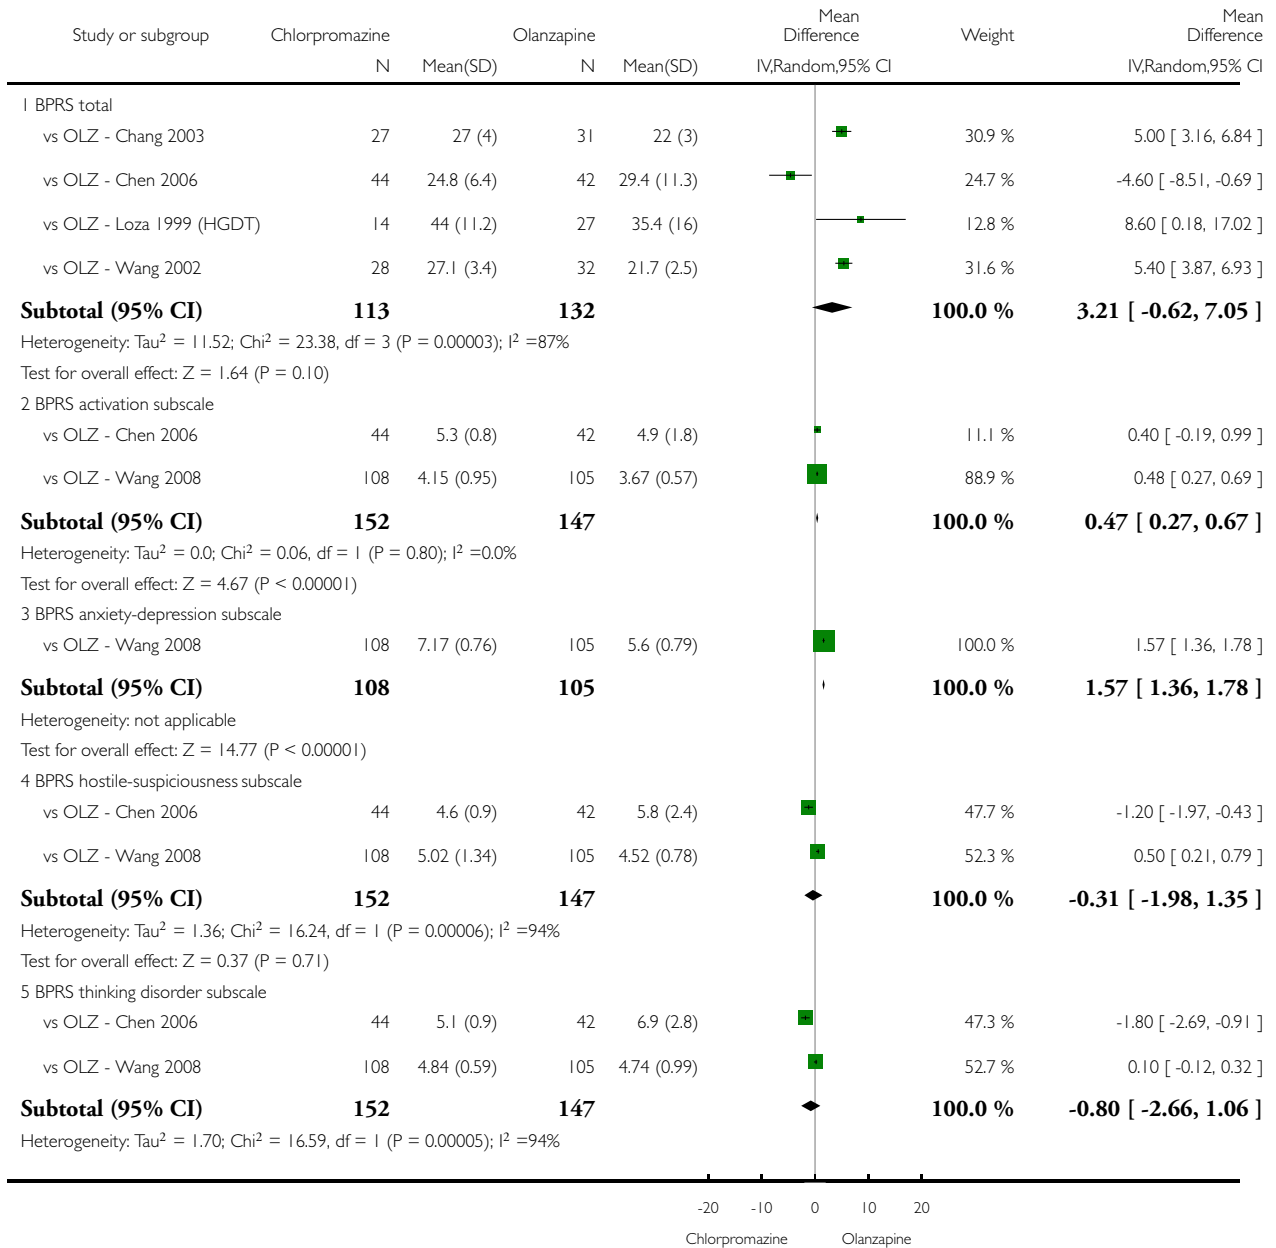 Study or subgroup Chlorpromazine Olanzapine Mean Difference Weight Mean Difference
N Mean(SD) N Mean(SD) IV,Random,95% CI IV,Random,95% CI
1 BPRS total
vs OLZ - Chang 2003 27 27 (4) 31 22 (3) 30.9 % 5.00 [ 3.16, 6.84 ]
vs OLZ - Chen 2006 44 24.8 (6.4) 42 29.4 (11.3) 24.7 % -4.60 [ -8.51, -0.69 ]
vs OLZ - Loza 1999 (HGDT) 14 44 (11.2) 27 35.4 (16) 12.8 % 8.60 [ 0.18, 17.02 ]
vs OLZ - Wang 2002 28 27.1 (3.4) 32 21.7 (2.5) 31.6 % 5.40 [ 3.87, 6.93 ]
Subtotal (95% CI) 113 132 100.0 % 3.21 [ -0.62, 7.05 ]
Heterogeneity: Tau² = 11.52; Chi² = 23.38, df = 3 (P = 0.00003); I² =87%
Test for overall effect: Z = 1.64 (P = 0.10)
2 BPRS activation subscale
vs OLZ - Chen 2006 44 5.3 (0.8) 42 4.9 (1.8) 11.1 % 0.40 [ -0.19, 0.99 ]
vs OLZ - Wang 2008 108 4.15 (0.95) 105 3.67 (0.57) 88.9 % 0.48 [ 0.27, 0.69 ]
Subtotal (95% CI) 152 147 100.0 % 0.47 [ 0.27, 0.67 ]
Heterogeneity: Tau² = 0.0; Chi² = 0.06, df = 1 (P = 0.80); I² =0.0%
Test for overall effect: Z = 4.67 (P < 0.00001)
3 BPRS anxiety-depression subscale
vs OLZ - Wang 2008 108 7.17 (0.76) 105 5.6 (0.79) 100.0 % 1.57 [ 1.36, 1.78 ]
Subtotal (95% CI) 108 105 100.0 % 1.57 [ 1.36, 1.78 ]
Heterogeneity: not applicable
Test for overall effect: Z = 14.77 (P < 0.00001)
4 BPRS hostile-suspiciousness subscale
vs OLZ - Chen 2006 44 4.6 (0.9) 42 5.8 (2.4) 47.7 % -1.20 [ -1.97, -0.43 ]
vs OLZ - Wang 2008 108 5.02 (1.34) 105 4.52 (0.78) 52.3 % 0.50 [ 0.21, 0.79 ]
Subtotal (95% CI) 152 147 100.0 % -0.31 [ -1.98, 1.35 ]
Heterogeneity: Tau² = 1.36; Chi² = 16.24, df = 1 (P = 0.00006); I² =94%
Test for overall effect: Z = 0.37 (P = 0.71)
5 BPRS thinking disorder subscale
vs OLZ - Chen 2006 44 5.1 (0.9) 42 6.9 (2.8) 47.3 % -1.80 [ -2.69, -0.91 ]
vs OLZ - Wang 2008 108 4.84 (0.59) 105 4.74 (0.99) 52.7 % 0.10 [ -0.12, 0.32 ]
Subtotal (95% CI) 152 147 100.0 % -0.80 [ -2.66, 1.06 ]
Heterogeneity: Tau² = 1.70; Chi² = 16.59, df = 1 (P = 0.00005); I² =94%
-20 -10 0 10 20
Chlorpromazine Olanzapine